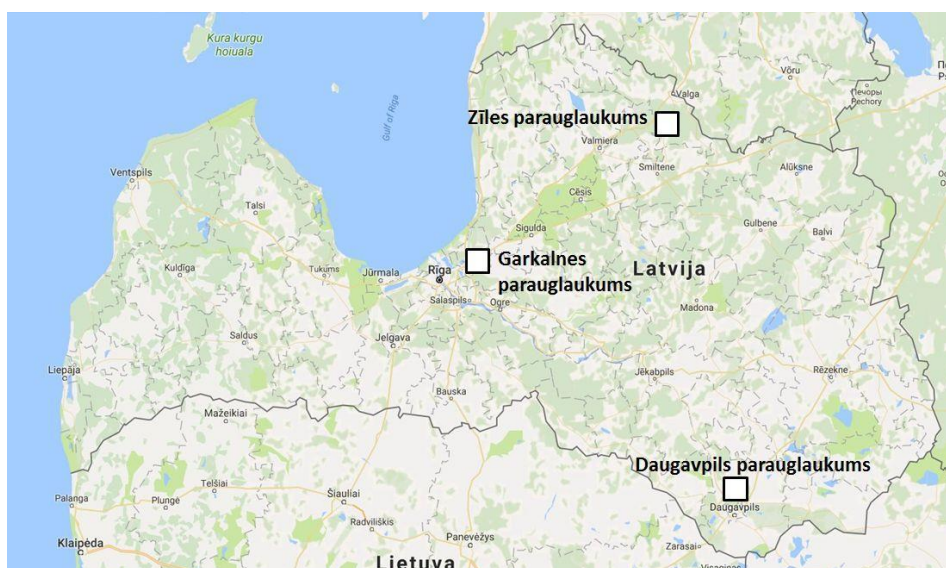 Kura kurgu
hoiuala
Gulf of Riga
Võru
Печоры
Pechory
Valga
Zīles parauglaukums
Valmiera
Smiltene
Alūksne
Ventspils
Cēsis
Talsi
Sigulda
Gulbene
Balvi
Garkalnes
parauglaukums
Kuldīga
Tukums
Jūrmala
Rīga
Latvija
Salaspils
Ogre
Madona
Saldus
Jelgava
Liepāja
Jēkabpils
Rēzekne
Bauska
Mažeikiai
Daugavpils parauglaukums
Telšiai
Palanga
Plungė
Šiauliai
Daugavpils
Radviliškis
Klaipėda
Panevėžys
Zarasai
Lietuva
Visaginas